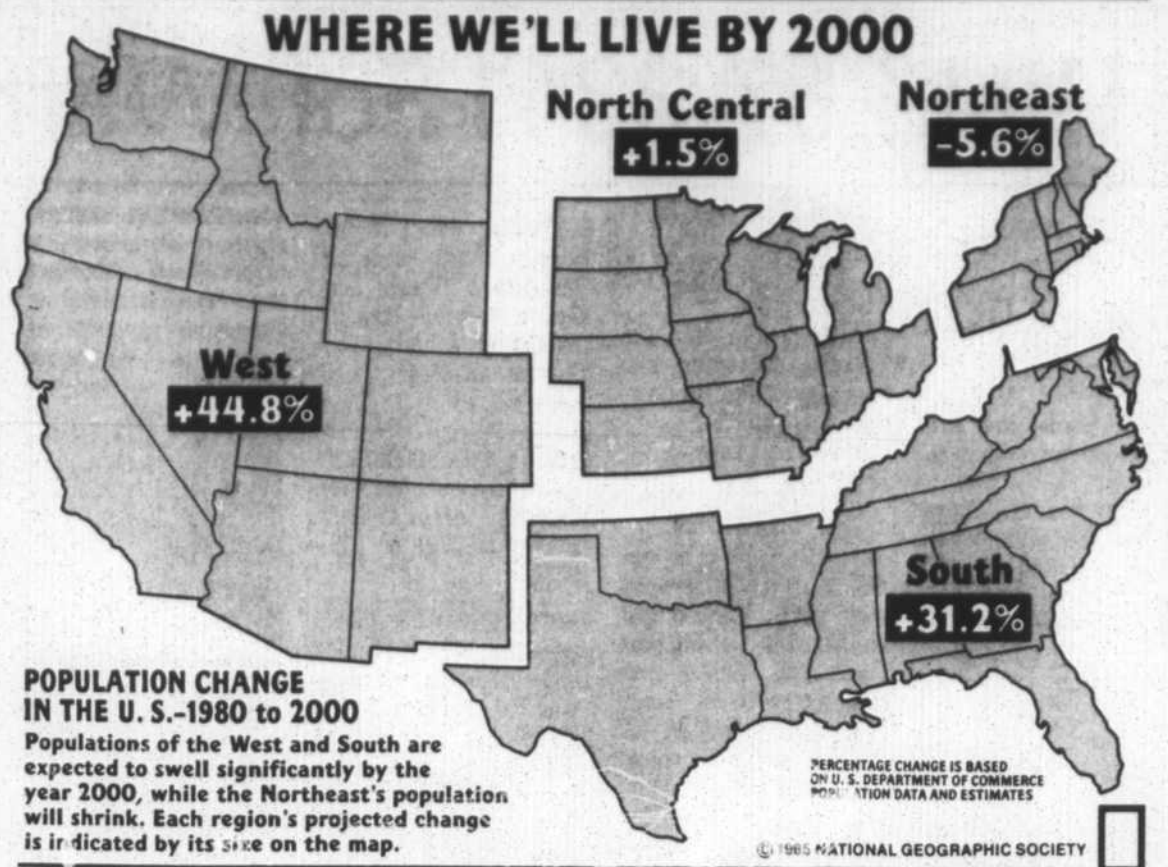 WHERE WE'LL LIVE BY 2000
North Central
+1.5%
Northeast
-5.6%
West
+44.8%
South
+31.2%
POPULATION CHANGE
IN THE U. S.-1980 to 2000
Populations of the West and South are
expected to swell significantly by the
year 2000, while the Northeast's population
will shrink. Each region's projected change
is indicated by its size on the map.
PERCENTAGE CHANGE IS BASED
ON U. S. DEPARTMENT OF COMMERCE
POPULATION DATA AND ESTIMATES
© 1985 NATIONAL GEOGRAPHIC SOCIETY